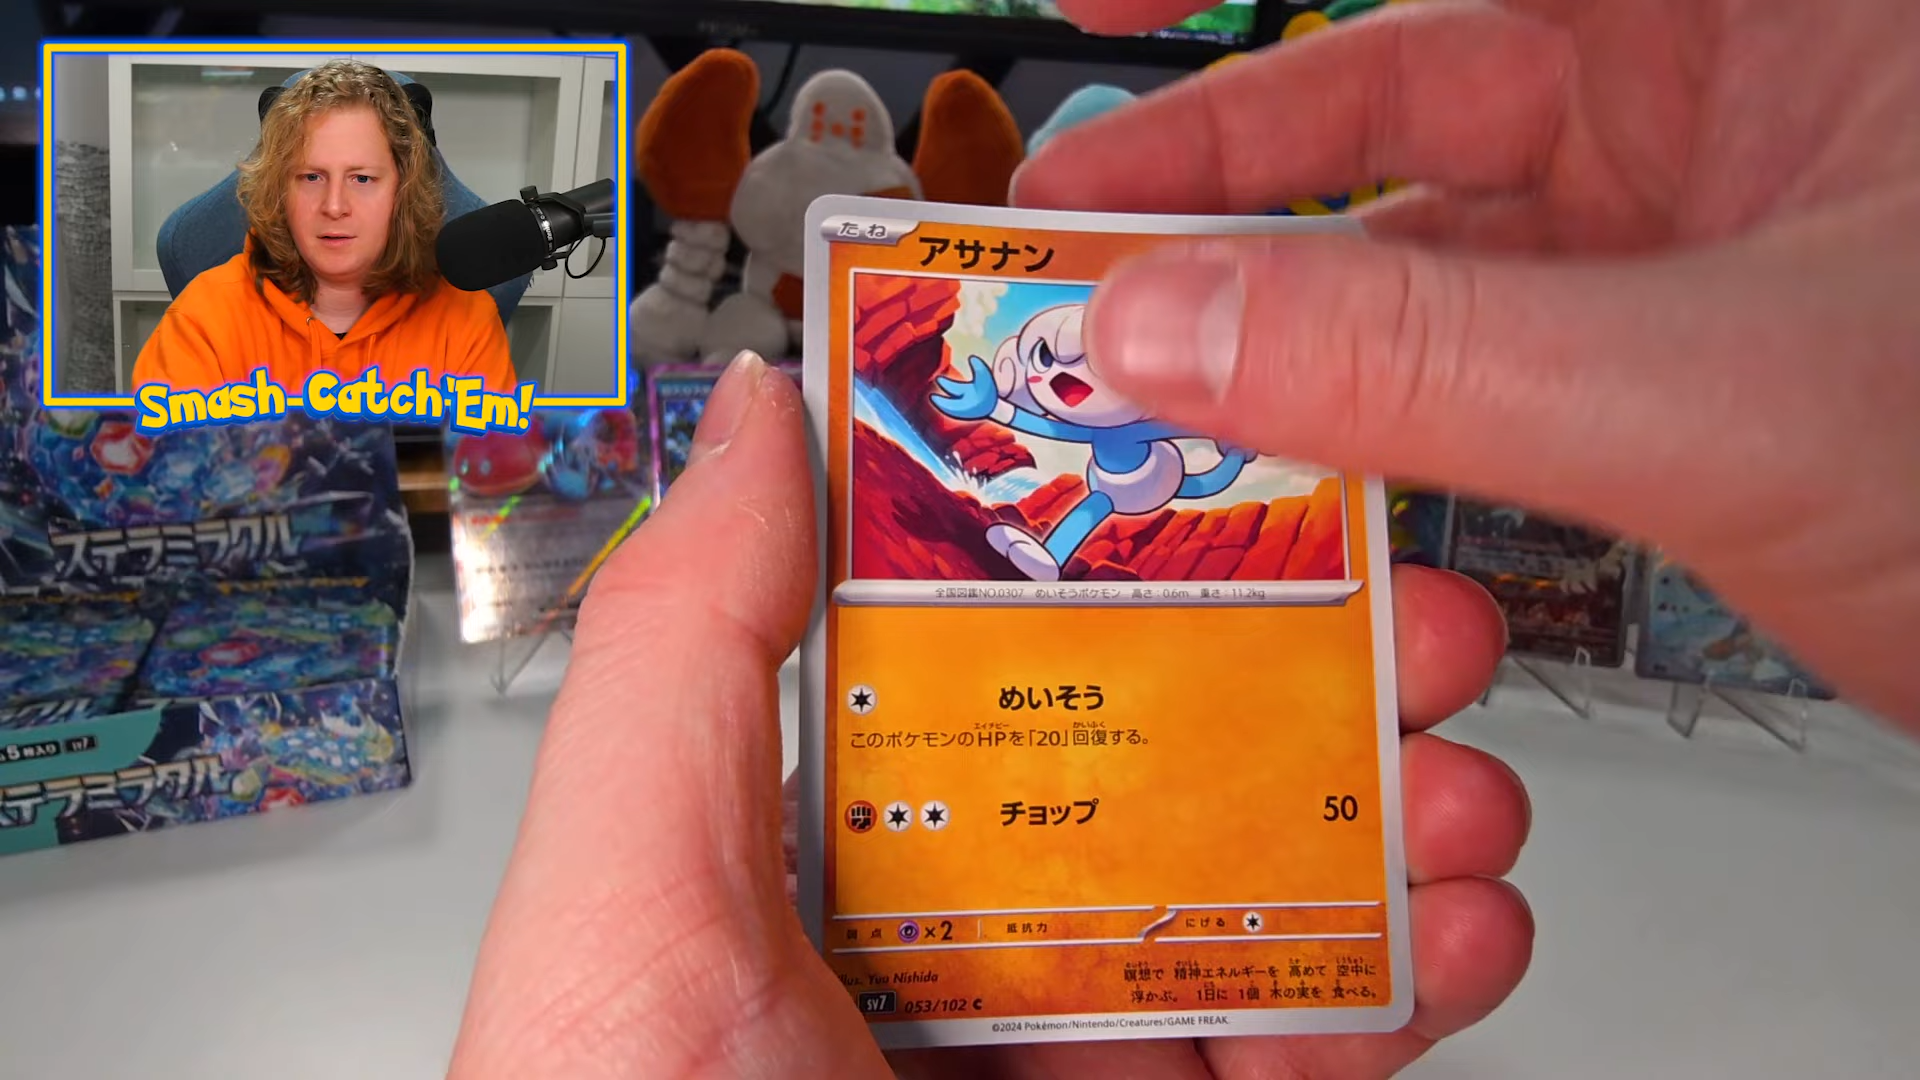 Smash-Catch'Em!
たね
アサナン
全国図鑑NO.0307 めいそうポケモン 高さ:0.6m 重さ:11.2kg
めいそう
このポケモンのHPを「20」回復する。
チョップ 50
弱点 ×2 抵抗力 にげる
Illus. Yuu Nishida
瞑想で 精神エネルギーを 高めて 空中に
浮かぶ。 1日に 1個 木の実を 食べる。
sv7 053/102 C
©2024 Pokémon/Nintendo/Creatures/GAME FREAK.
ステラミラクル
5枚入り sv7
ステラミラクル